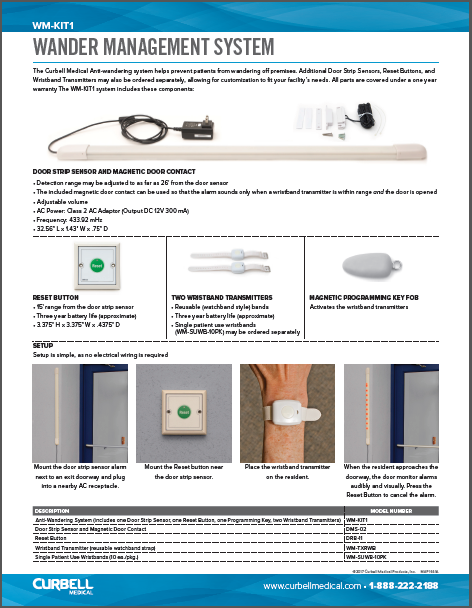 WM-KIT1
WANDER MANAGEMENT SYSTEM
The Curbell Medical Anti-wandering system helps prevent patients from wandering off premises. Additional Door Strip Sensors, Reset Buttons, and
Wristband Transmitters may also be ordered separately, allowing for customization to fit your facility's needs. All parts are covered under a one year
warranty The WM-KIT1 system includes these components:
DOOR STRIP SENSOR AND MAGNETIC DOOR CONTACT
• Detection range may be adjusted to as far as 26' from the door sensor
• The included magnetic door contact can be used so that the alarm sounds only when a wristband transmitter is within range and the door is opened
• Adjustable volume
• AC Power: Class 2 AC Adaptor (Output DC 12V 300 mA)
• Frequency: 433.92 mHz
• 32.56" L x 1.43" W x .75" D
Reset
RESET BUTTON
• 15' range from the door strip sensor
• Three year battery life (approximate)
• 3.375" H x 3.375" W x .4375" D
TWO WRISTBAND TRANSMITTERS
• Reusable (watchband style) bands
• Three year battery life (approximate)
• Single patient use wristbands
(WM-SUWB-10PK) may be ordered separately
MAGNETIC PROGRAMMING KEY FOB
Activates the wristband transmitters
SETUP
Setup is simple, as no electrical wiring is required
Reset
Mount the door strip sensor alarm
next to an exit doorway and plug
into a nearby AC receptacle.
Mount the Reset Button near
the door strip sensor.
Place the wristband transmitter
on the resident.
When the resident approaches the
doorway, the door monitor alarms
audibly and visually. Press the
Reset Button to cancel the alarm.
DESCRIPTION MODEL NUMBER
Anti-Wandering System (includes one Door Strip Sensor, one Reset Button, one Programming Key, two Wristband Transmitters) WM-KIT1
Door Strip Sensor and Magnetic Door Contact DMS-02
Reset Button DRB-11
Wristband Transmitter (reusable watchband strap) WM-TXRWB
Single Patient Use Wristbands (10 ea./pkg.) WM-SUWB-10PK
©2017 Curbell Medical Products, Inc.
CURBELL
MEDICAL
www.curbellmedical.com • 1-888-222-2188